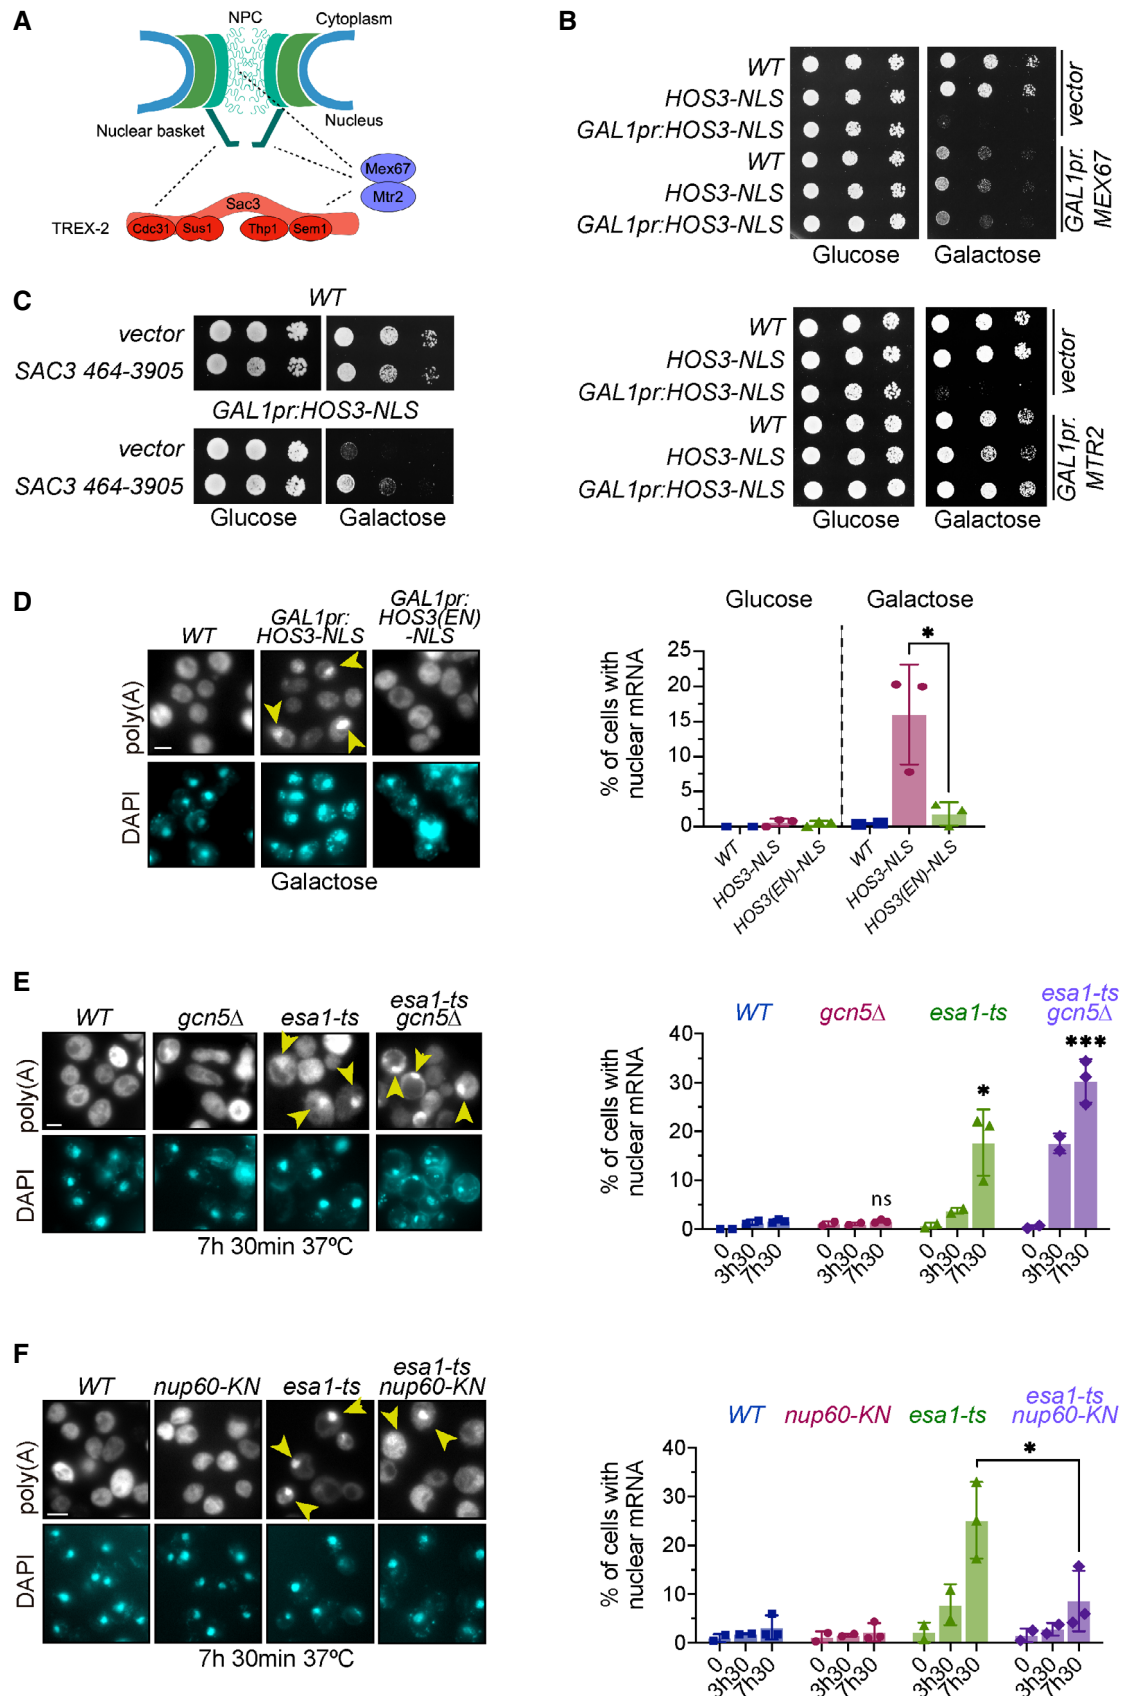 A
NPC
Cytoplasm
Nuclear basket
Nucleus
Mex67
Mtr2
Sac3
TREX-2
Cdc31
Sus1
Thp1
Sem1
B
WT
HOS3-NLS
GAL1pr:HOS3-NLS
WT
HOS3-NLS
GAL1pr:HOS3-NLS
vector
GAL1pr.
MEX67
Glucose
Galactose
WT
HOS3-NLS
GAL1pr:HOS3-NLS
WT
HOS3-NLS
GAL1pr:HOS3-NLS
vector
GAL1pr.
MTR2
Glucose
Galactose
C
WT
vector
SAC3 464-3905
GAL1pr:HOS3-NLS
vector
SAC3 464-3905
Glucose
Galactose
D
WT
GAL1pr:
HOS3-NLS
GAL1pr:
HOS3(EN)
-NLS
poly(A)
DAPI
Galactose
Glucose
Galactose
% of cells with
nuclear mRNA
25
20
15
10
5
0
*
WT
HOS3-NLS
HOS3(EN)-NLS
WT
HOS3-NLS
HOS3(EN)-NLS
E
WT
gcn5Δ
esa1-ts
esa1-ts
gcn5Δ
poly(A)
DAPI
7h 30min 37ºC
WT
gcn5Δ
esa1-ts
esa1-ts
gcn5Δ
% of cells with
nuclear mRNA
40
30
20
10
0
ns
*
***
0
3h30
7h30
0
3h30
7h30
0
3h30
7h30
0
3h30
7h30
F
WT
nup60-KN
esa1-ts
esa1-ts
nup60-KN
poly(A)
DAPI
7h 30min 37ºC
WT
nup60-KN
esa1-ts
esa1-ts
nup60-KN
% of cells with
nuclear mRNA
40
30
20
10
0
*
0
3h30
7h30
0
3h30
7h30
0
3h30
7h30
0
3h30
7h30